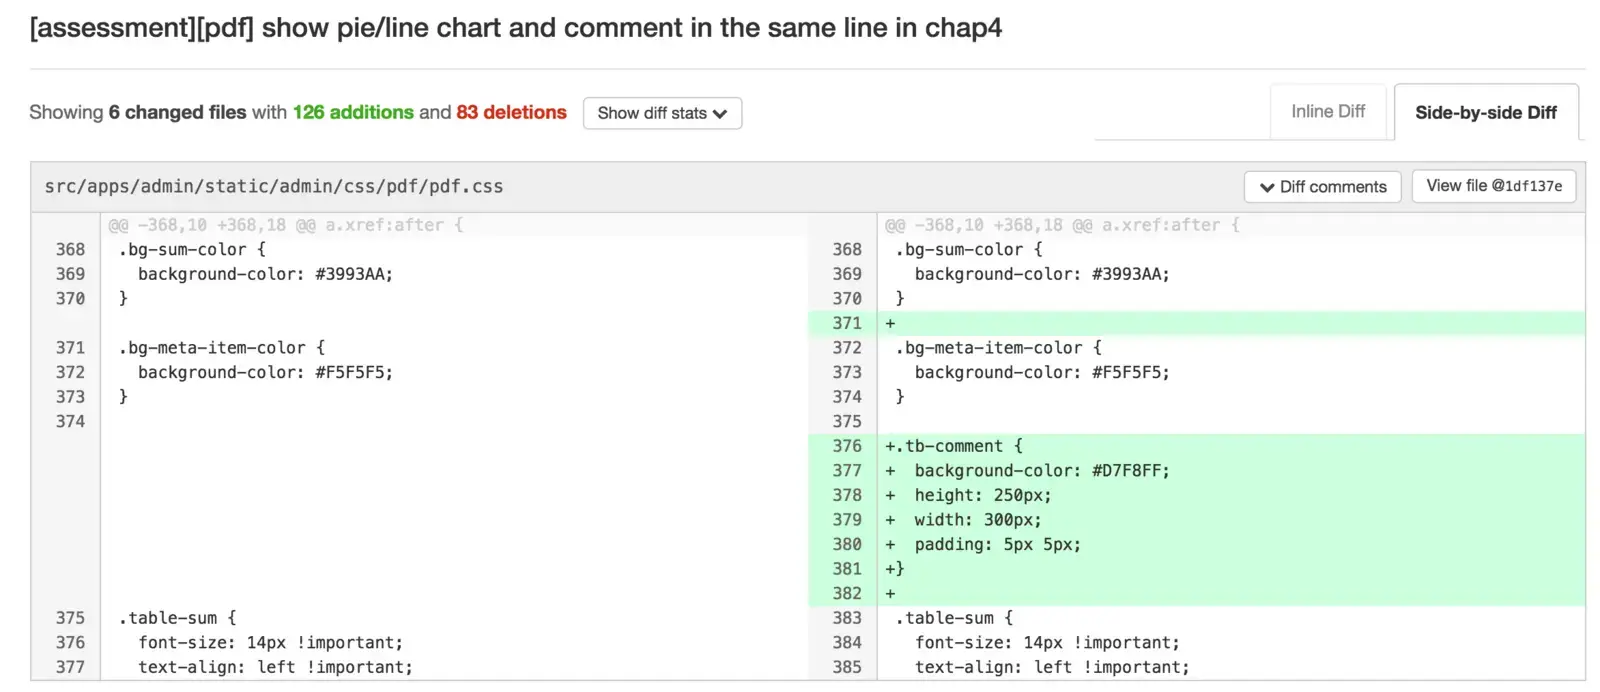 [assessment][pdf] show pie/line chart and comment in the same line in chap4
Showing 6 changed files with 126 additions and 83 deletions
Show diff stats
Inline Diff
Side-by-side Diff
src/apps/admin/static/admin/css/pdf/pdf.css
Diff comments
View file @1df137e
@@ -368,10 +368,18 @@ a.xref:after {
368 .bg-sum-color {
369   background-color: #3993AA;
370 }
371 .bg-meta-item-color {
372   background-color: #F5F5F5;
373 }
374
375 .table-sum {
376   font-size: 14px !important;
377   text-align: left !important;
@@ -368,10 +368,18 @@ a.xref:after {
368 .bg-sum-color {
369   background-color: #3993AA;
370 }
371 +
372 .bg-meta-item-color {
373   background-color: #F5F5F5;
374 }
375
376 +.tb-comment {
377 +  background-color: #D7F8FF;
378 +  height: 250px;
379 +  width: 300px;
380 +  padding: 5px 5px;
381 +}
382 +
383 .table-sum {
384   font-size: 14px !important;
385   text-align: left !important;